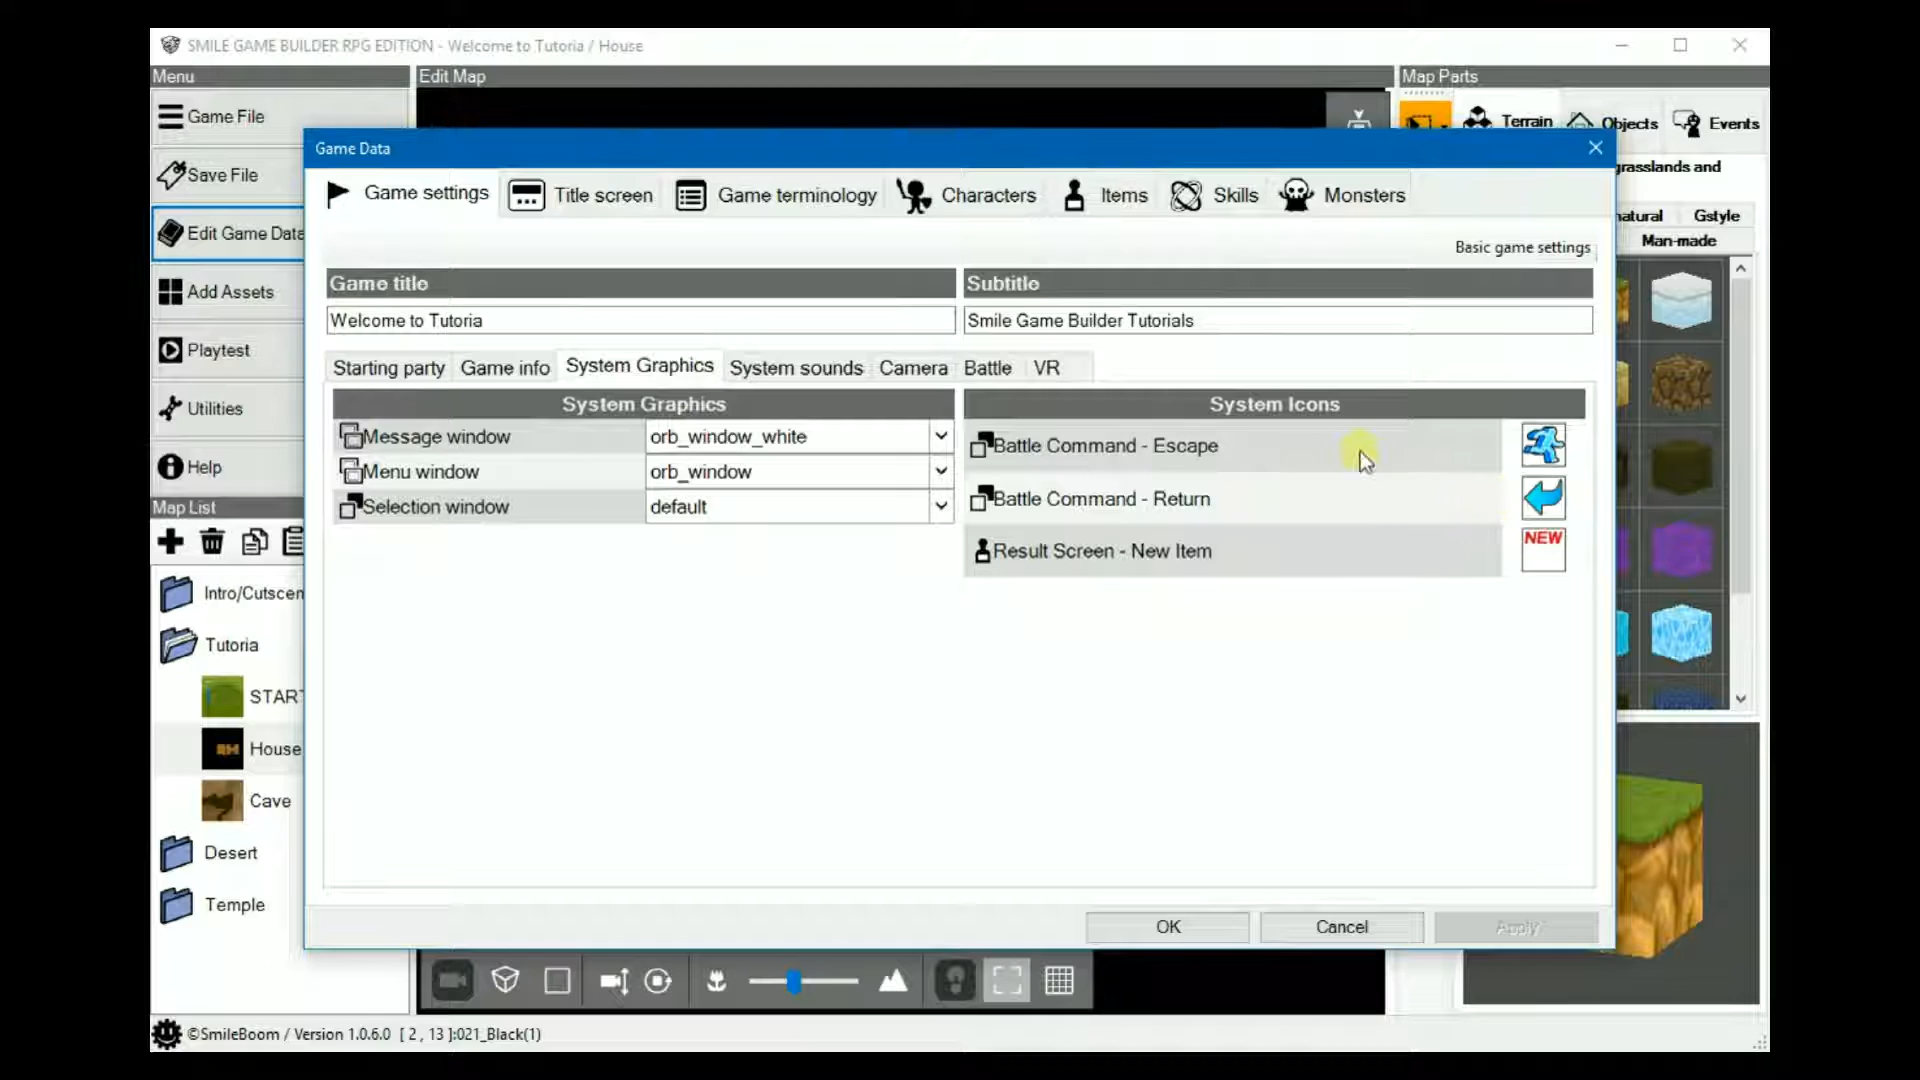 SMILE GAME BUILDER RPG EDITION - Welcome to Tutoria / House
Menu
Edit Map
Map Parts
Game File
Save File
Edit Game Data
Add Assets
Playtest
Utilities
Help
Map List
Intro/Cutscen
Tutoria
START
House
Cave
Desert
Temple
Terrain
Objects
Events
grasslands and
natural
Gstyle
Man-made
Game Data
Game settings
Title screen
Game terminology
Characters
Items
Skills
Monsters
Basic game settings
Game title
Subtitle
Welcome to Tutoria
Smile Game Builder Tutorials
Starting party
Game info
System Graphics
System sounds
Camera
Battle
VR
System Graphics
Message window
orb_window_white
Menu window
orb_window
Selection window
default
System Icons
Battle Command - Escape
Battle Command - Return
Result Screen - New Item
NEW
OK
Cancel
Apply
©SmileBoom / Version 1.0.6.0 [ 2 , 13 ]:021_Black(1)